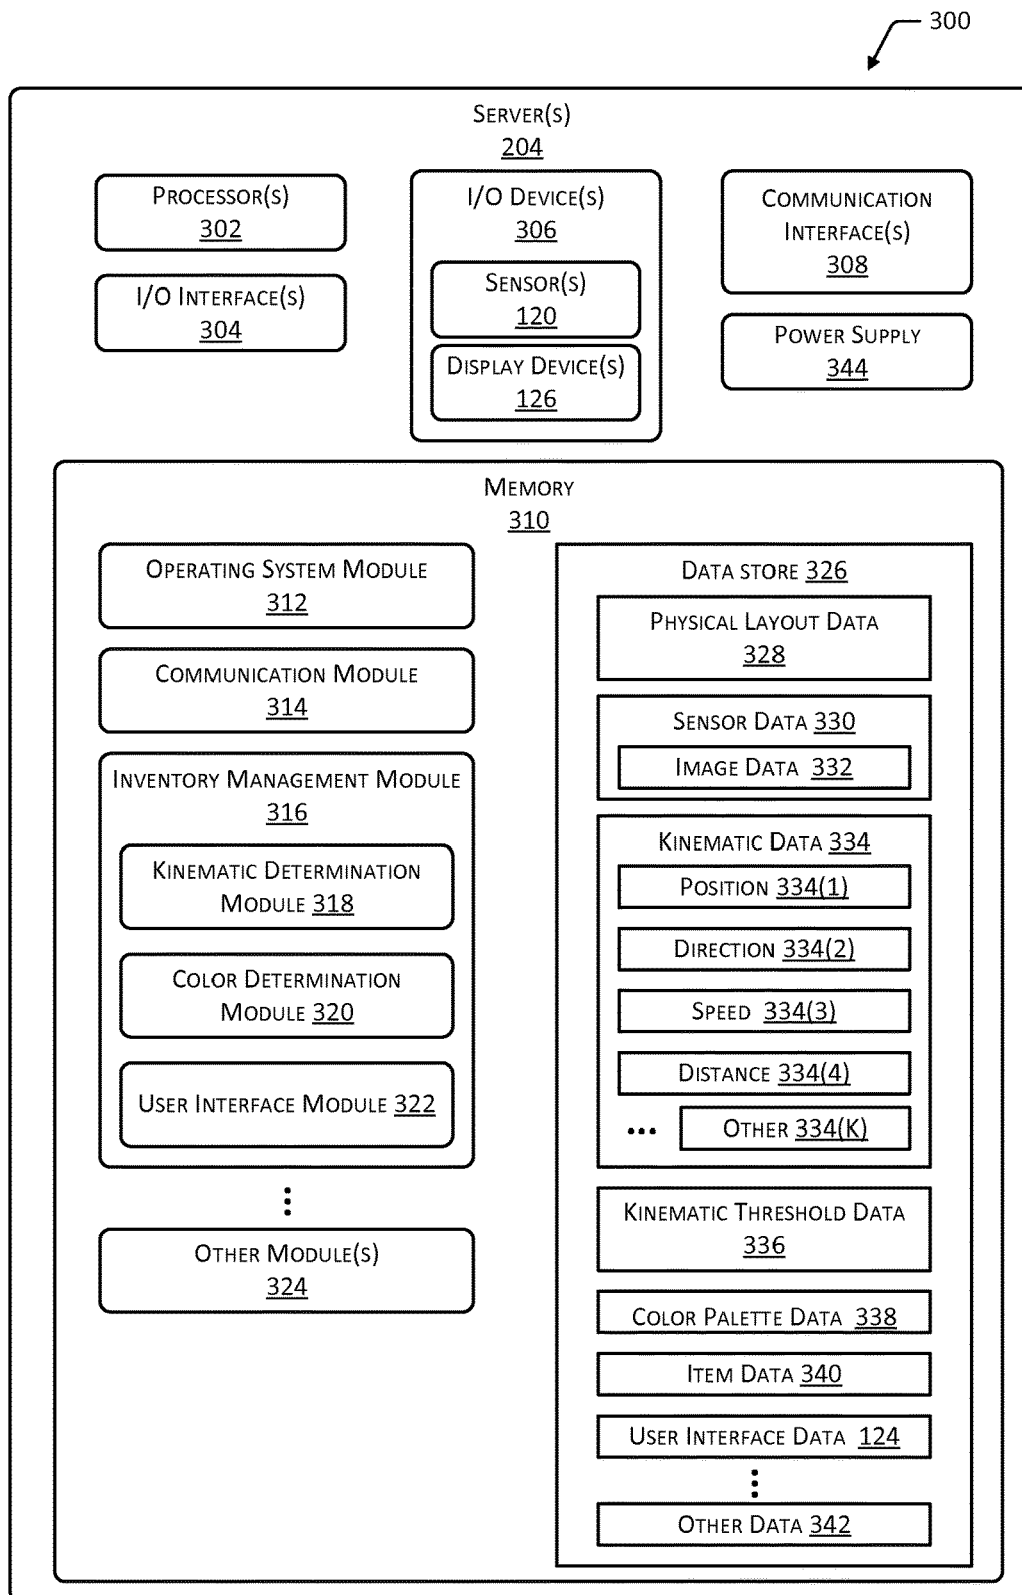 300
SERVER(S)
204
PROCESSOR(S)
302
I/O INTERFACE(S)
304
I/O DEVICE(S)
306
SENSOR(S)
120
DISPLAY DEVICE(S)
126
COMMUNICATION
INTERFACE(S)
308
POWER SUPPLY
344
MEMORY
310
OPERATING SYSTEM MODULE
312
COMMUNICATION MODULE
314
INVENTORY MANAGEMENT MODULE
316
KINEMATIC DETERMINATION
MODULE 318
COLOR DETERMINATION
MODULE 320
USER INTERFACE MODULE 322
OTHER MODULE(S)
324
DATA STORE 326
PHYSICAL LAYOUT DATA
328
SENSOR DATA 330
IMAGE DATA 332
KINEMATIC DATA 334
POSITION 334(1)
DIRECTION 334(2)
SPEED 334(3)
DISTANCE 334(4)
... OTHER 334(K)
KINEMATIC THRESHOLD DATA
336
COLOR PALETTE DATA 338
ITEM DATA 340
USER INTERFACE DATA 124
OTHER DATA 342